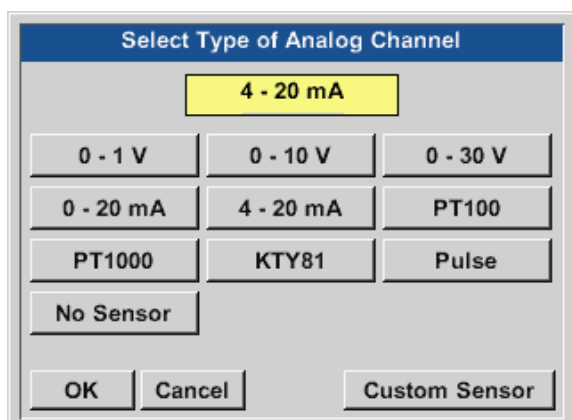 Select Type of Analog Channel
4 - 20 mA
0 - 1 V 0 - 10 V 0 - 30 V
0 - 20 mA 4 - 20 mA PT100
PT1000 KTY81 Pulse
No Sensor
OK Cancel Custom Sensor